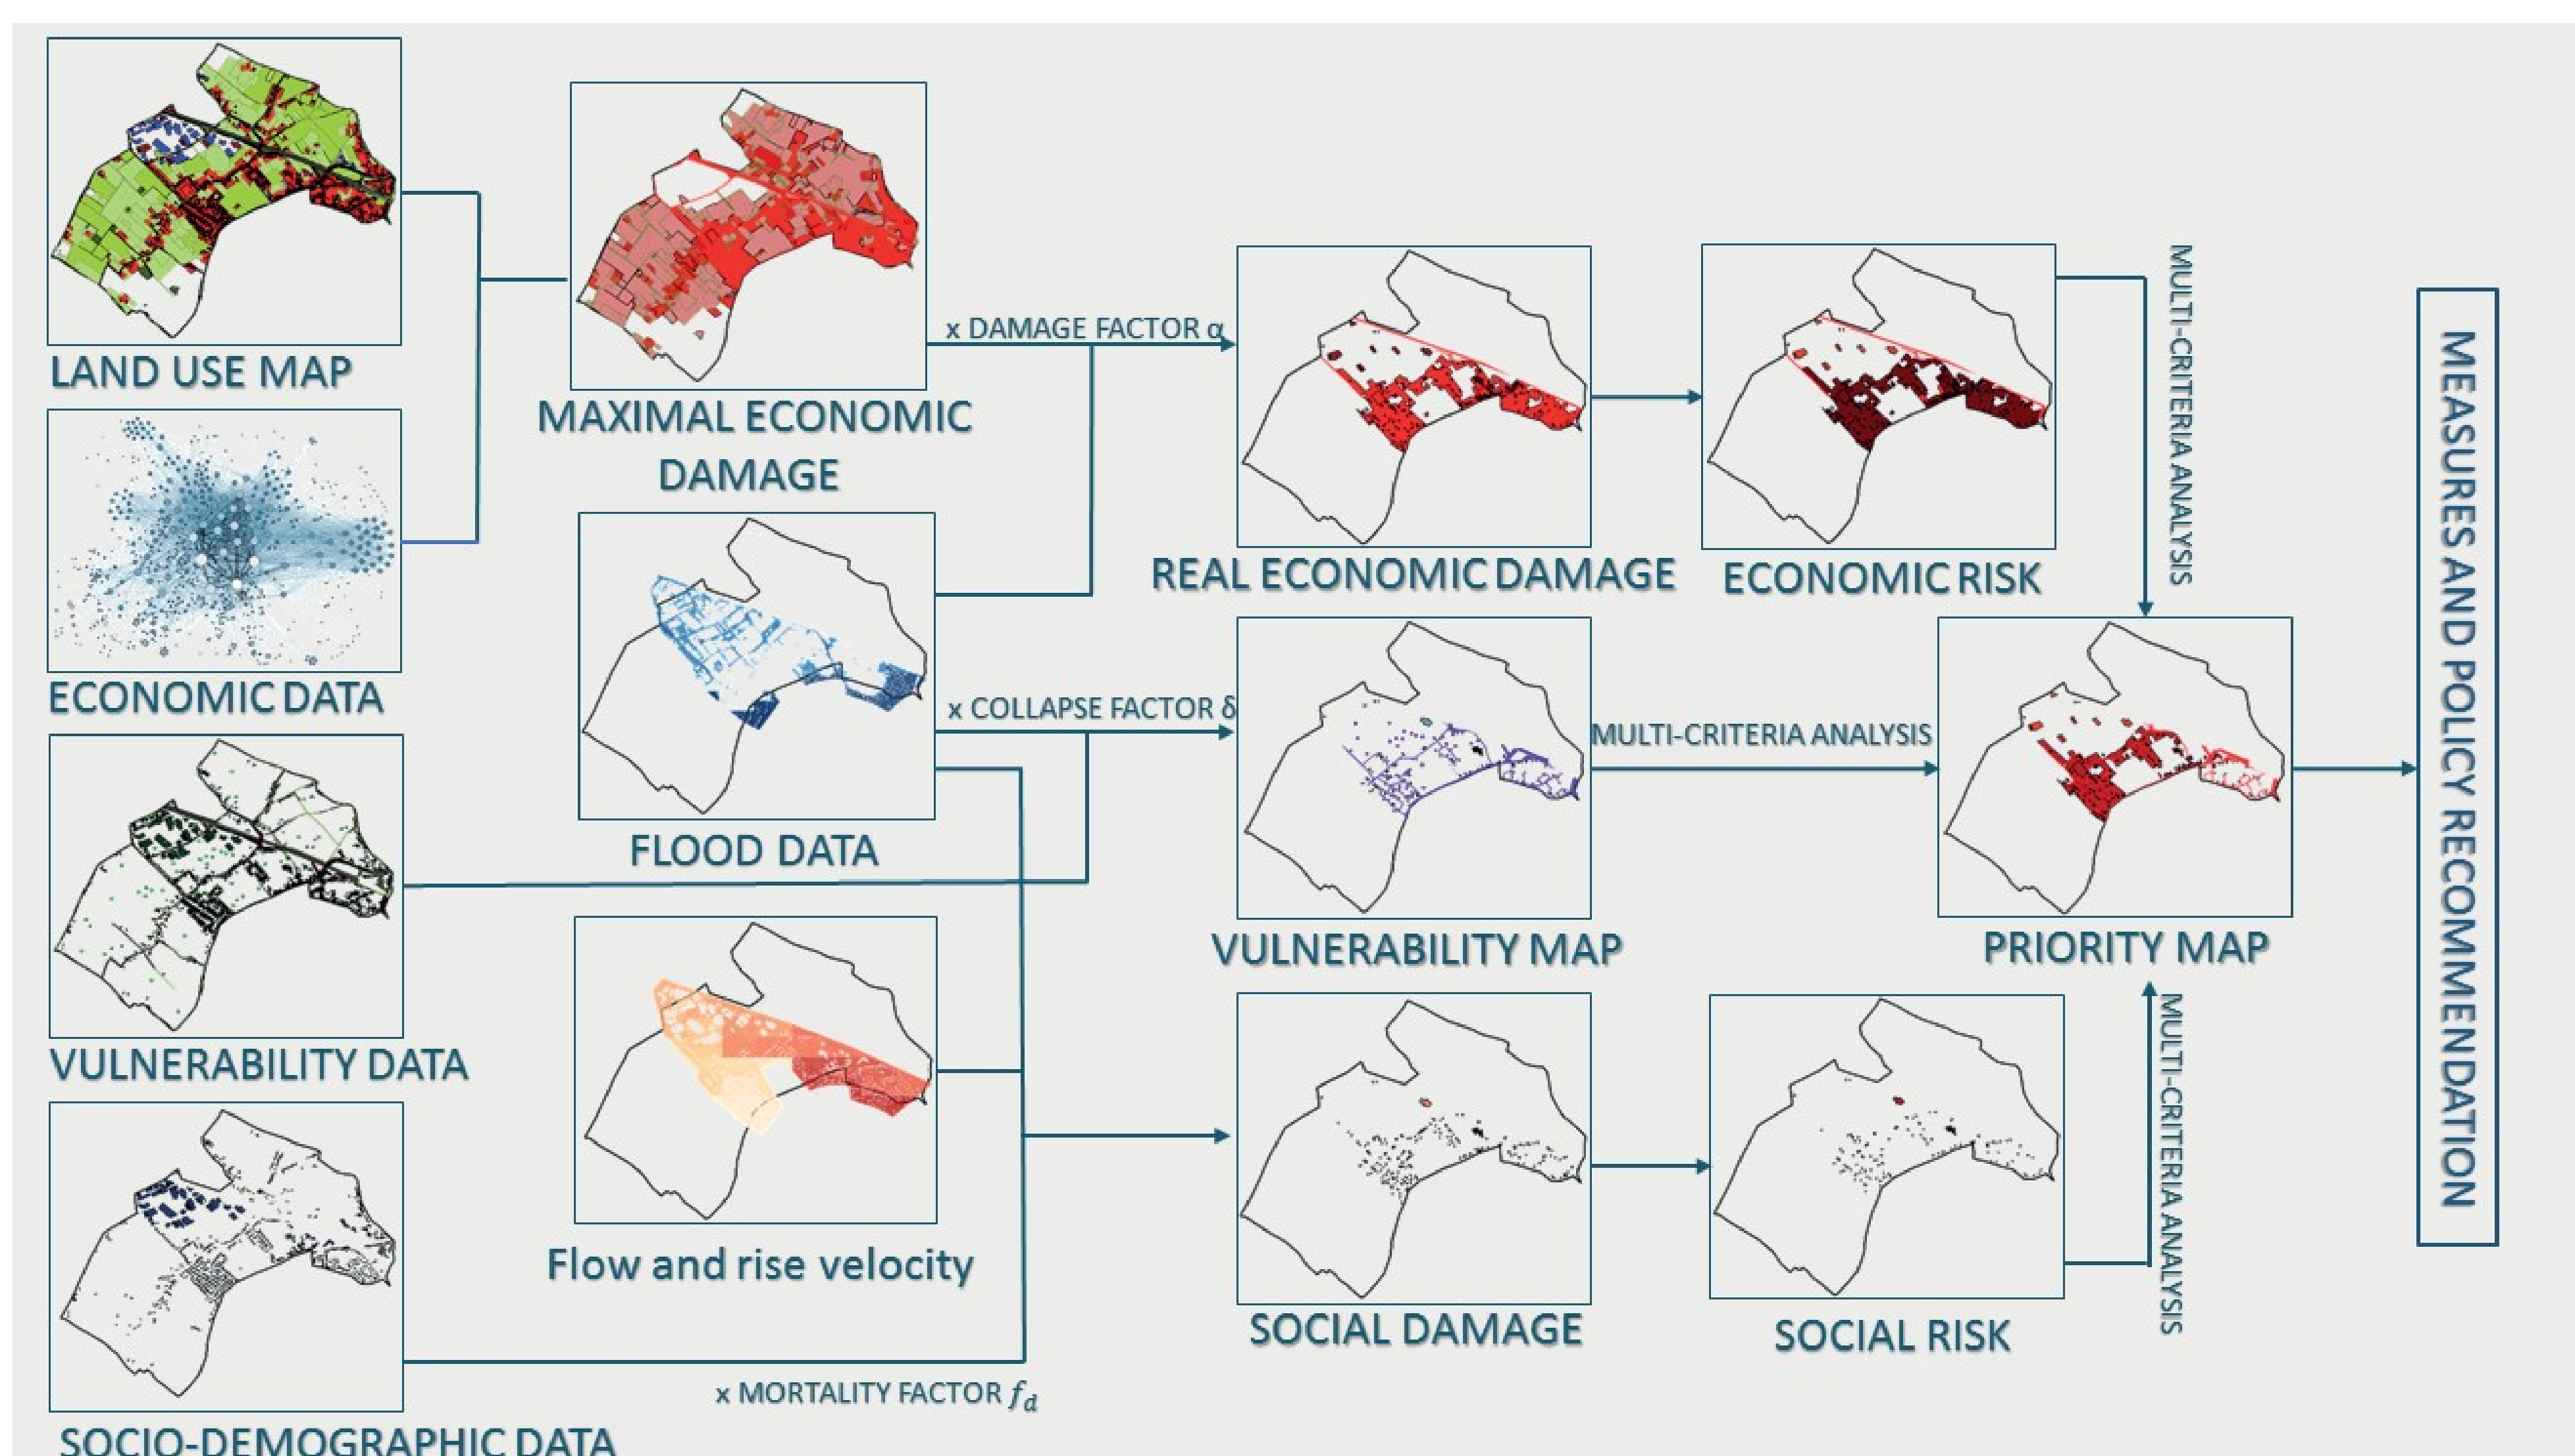 LAND USE MAP
MAXIMAL ECONOMIC
DAMAGE
x DAMAGE FACTOR α
REAL ECONOMIC DAMAGE
ECONOMIC RISK
MULTI-CRITERIA ANALYSIS
ECONOMIC DATA
FLOOD DATA
x COLLAPSE FACTOR δ
VULNERABILITY MAP
MULTI-CRITERIA ANALYSIS
PRIORITY MAP
MEASURES AND POLICY RECOMMENDATION
VULNERABILITY DATA
Flow and rise velocity
SOCIAL DAMAGE
SOCIAL RISK
MULTI-CRITERIA ANALYSIS
x MORTALITY FACTOR f_d
SOCIO-DEMOGRAPHIC DATA